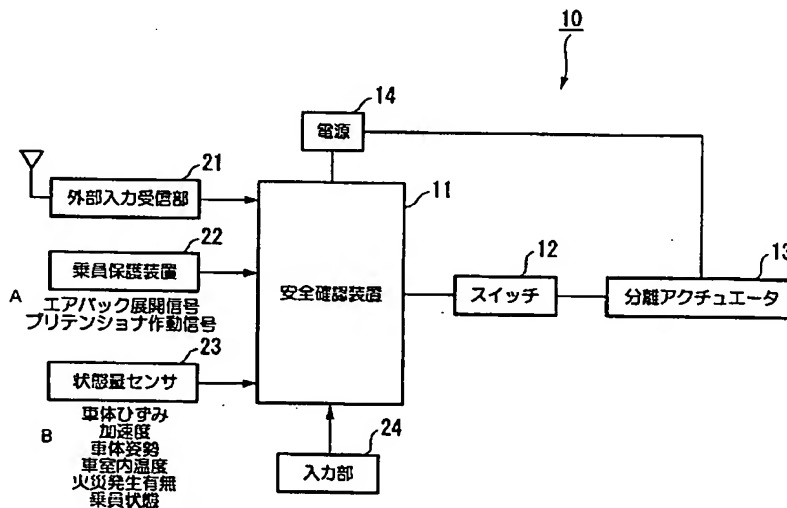 10
14
電源
21
外部入力受信部
11
安全確認装置
22
乗員保護装置
12
スイッチ
13
分離アクチュエータ
A
エアバック展開信号
プリテンショナ作動信号
23
状態量センサ
B
車体ひずみ
加速度
車体姿勢
車室内温度
火災発生有無
乗員状態
24
入力部